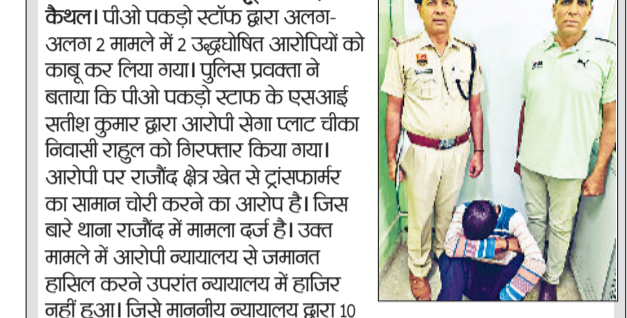 कैथल। पीओ पकड़ो स्टॉफ द्वारा अलग-
अलग 2 मामले में 2 उद्धघोषित आरोपियों को
काबू कर लिया गया। पुलिस प्रवक्ता ने
बताया कि पीओ पकड़ो स्टाफ के एसआई
सतीश कुमार द्वारा आरोपी सेगा प्लाट चीका
निवासी राहुल को गिरफ्तार किया गया।
आरोपी पर राजौंद क्षेत्र खेत से ट्रांसफार्मर
का सामान चोरी करने का आरोप है। जिस
बारे थाना राजौंद में मामला दर्ज है। उक्त
मामले में आरोपी न्यायालय से जमानत
हासिल करने उपरांत न्यायालय में हाजिर
नहीं हुआ। जिसे माननीय न्यायालय द्वारा 10